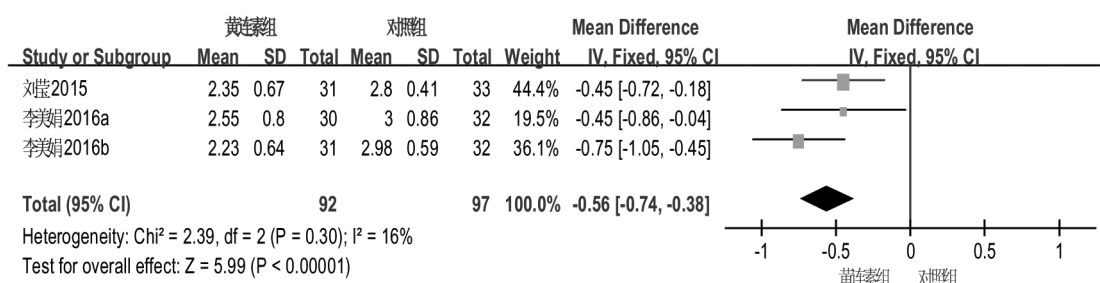 黄连素组 对照组 Mean Difference Mean Difference
Study or Subgroup Mean SD Total Mean SD Total Weight IV, Fixed, 95% CI IV, Fixed, 95% CI
刘莹2015 2.35 0.67 31 2.8 0.41 33 44.4% -0.45 [-0.72, -0.18]
李美娟2016a 2.55 0.8 30 3 0.86 32 19.5% -0.45 [-0.86, -0.04]
李美娟2016b 2.23 0.64 31 2.98 0.59 32 36.1% -0.75 [-1.05, -0.45]
Total (95% CI) 92 97 100.0% -0.56 [-0.74, -0.38]
Heterogeneity: Chi² = 2.39, df = 2 (P = 0.30); I² = 16%
Test for overall effect: Z = 5.99 (P < 0.00001)
-1 -0.5 0 0.5 1
黄连素组 对照组